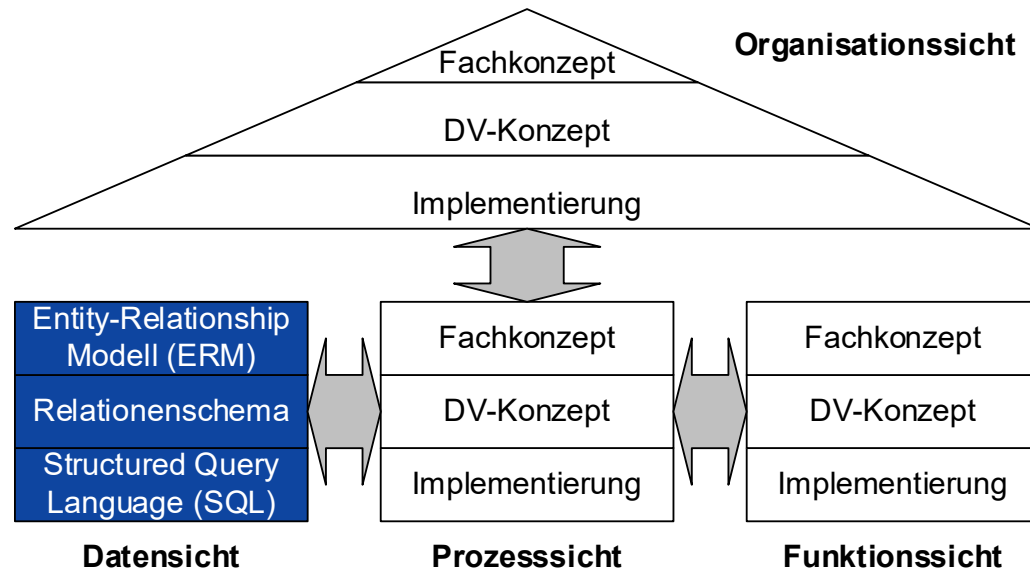 Organisationssicht
Fachkonzept
DV-Konzept
Implementierung
Entity-Relationship
Modell (ERM)
Relationenschema
Structured Query
Language (SQL)
Datensicht
Fachkonzept
DV-Konzept
Implementierung
Prozesssicht
Fachkonzept
DV-Konzept
Implementierung
Funktionssicht